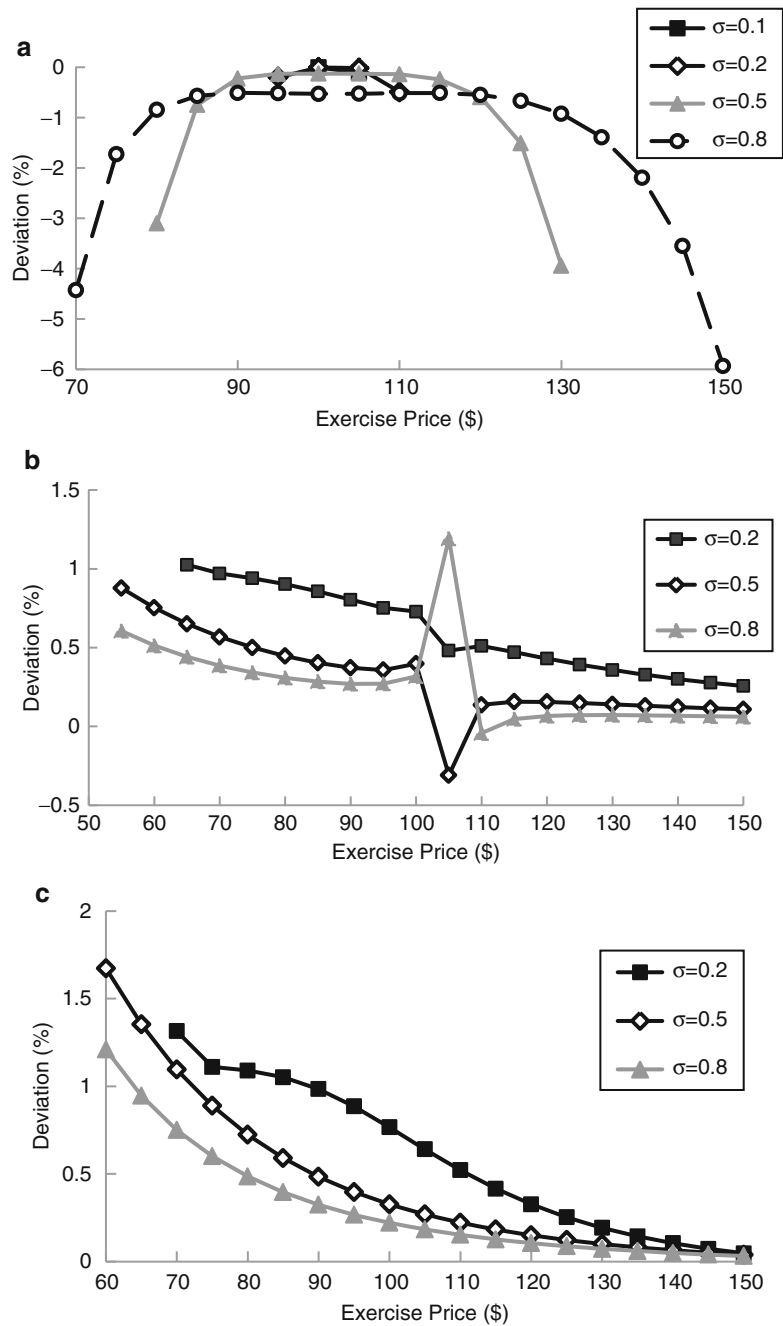 a
σ=0.1
σ=0.2
σ=0.5
σ=0.8
0
−1
−2
−3
−4
−5
−6
Deviation (%)
70
90
110
130
150
Exercise Price ($)
b
1.5
1
0.5
0
−0.5
Deviation (%)
σ=0.2
σ=0.5
σ=0.8
50
60
70
80
90
100
110
120
130
140
150
Exercise Price ($)
c
2
1.5
1
0.5
0
Deviation (%)
σ=0.2
σ=0.5
σ=0.8
60
70
80
90
100
110
120
130
140
150
Exercise Price ($)